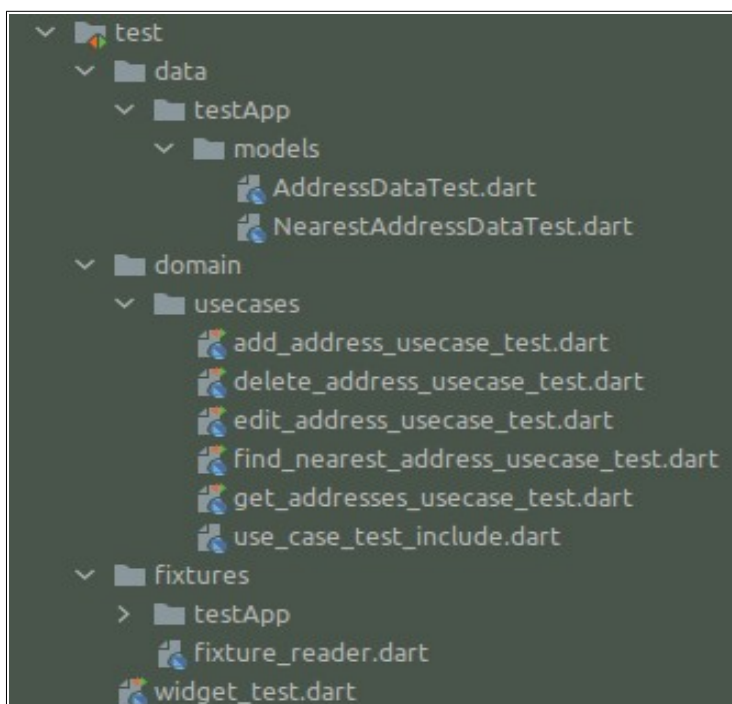 test
data
testApp
models
AddressDataTest.dart
NearestAddressDataTest.dart
domain
usecases
add_address_usecase_test.dart
delete_address_usecase_test.dart
edit_address_usecase_test.dart
find_nearest_address_usecase_test.dart
get_addresses_usecase_test.dart
use_case_test_include.dart
fixtures
testApp
fixture_reader.dart
widget_test.dart